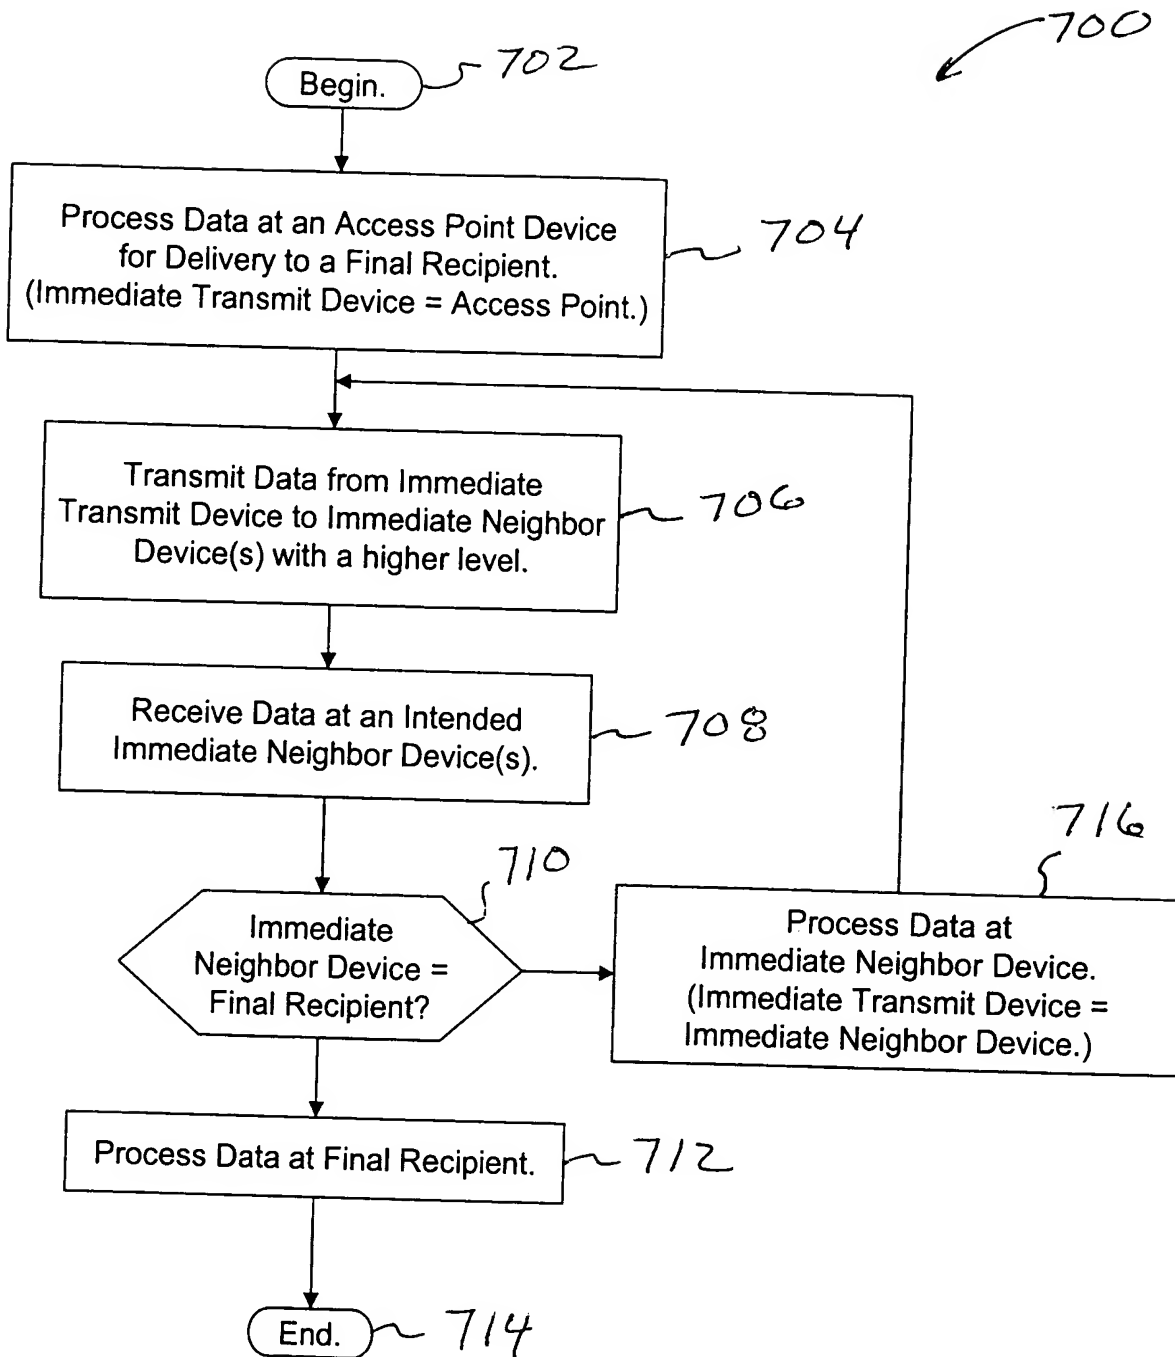 700
Begin.
702
Process Data at an Access Point Device
for Delivery to a Final Recipient.
(Immediate Transmit Device = Access Point.)
704
Transmit Data from Immediate
Transmit Device to Immediate Neighbor
Device(s) with a higher level.
706
Receive Data at an Intended
Immediate Neighbor Device(s).
708
Immediate
Neighbor Device =
Final Recipient?
710
Process Data at
Immediate Neighbor Device.
(Immediate Transmit Device =
Immediate Neighbor Device.)
716
Process Data at Final Recipient.
712
End.
714